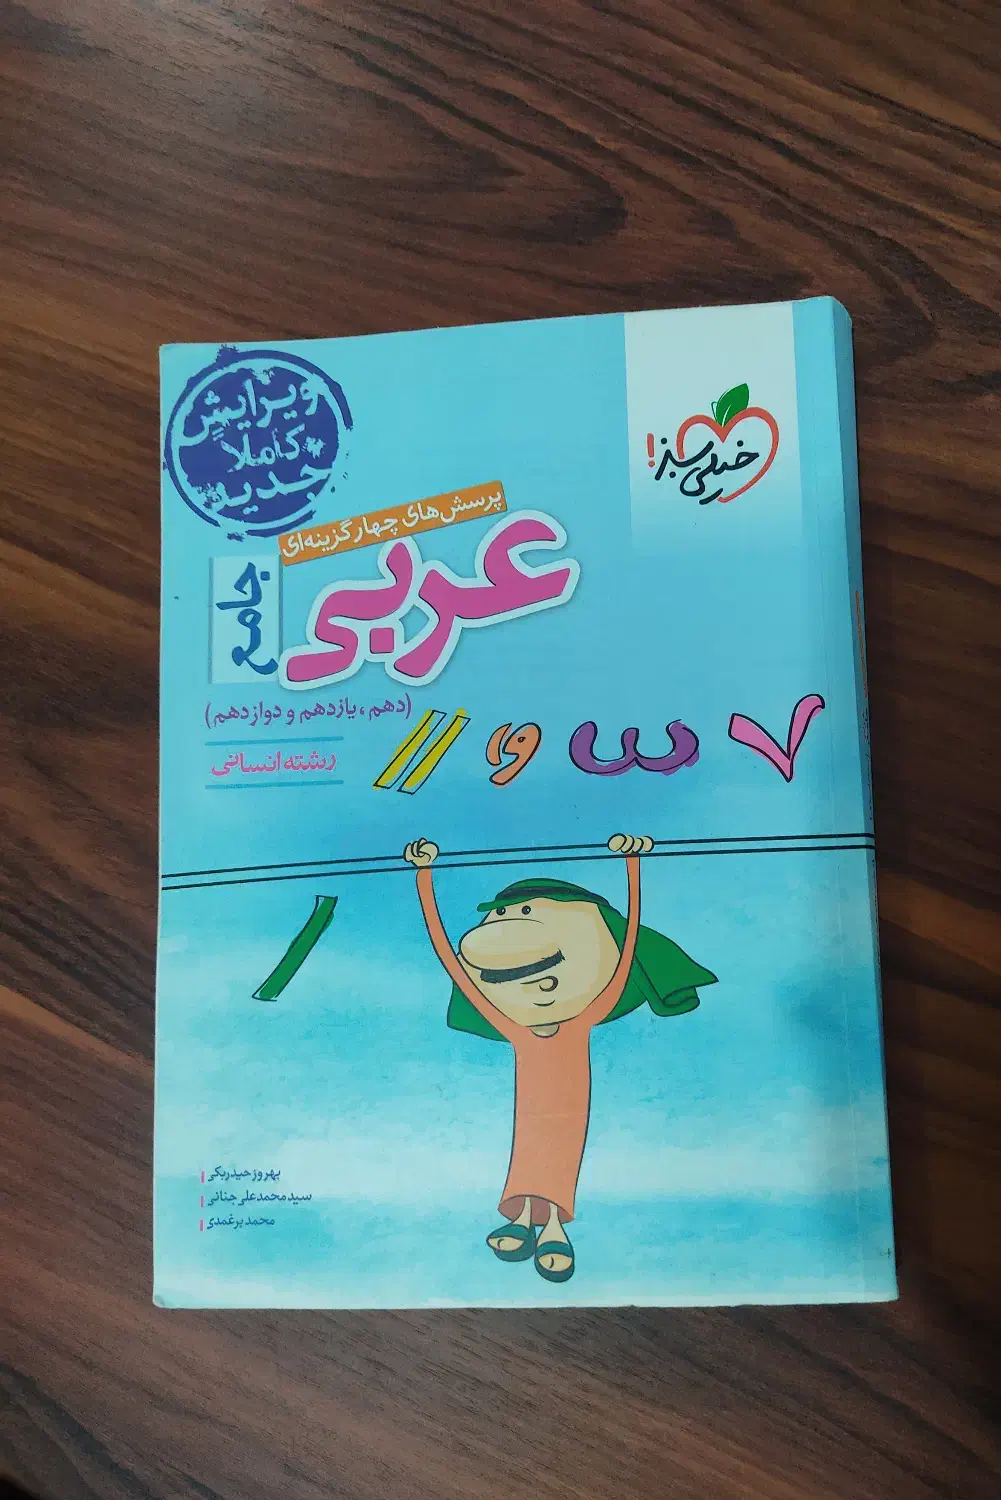 خیلی سبز!
ویرایش
کاملاً
جدید
پرسش‌های چهارگزینه‌ای
عربی
جامع
(دهم، یازدهم و دوازدهم)
رشته انسانی
بهروز حیدربکی
سید محمدعلی جنانی
محمد برغمدی